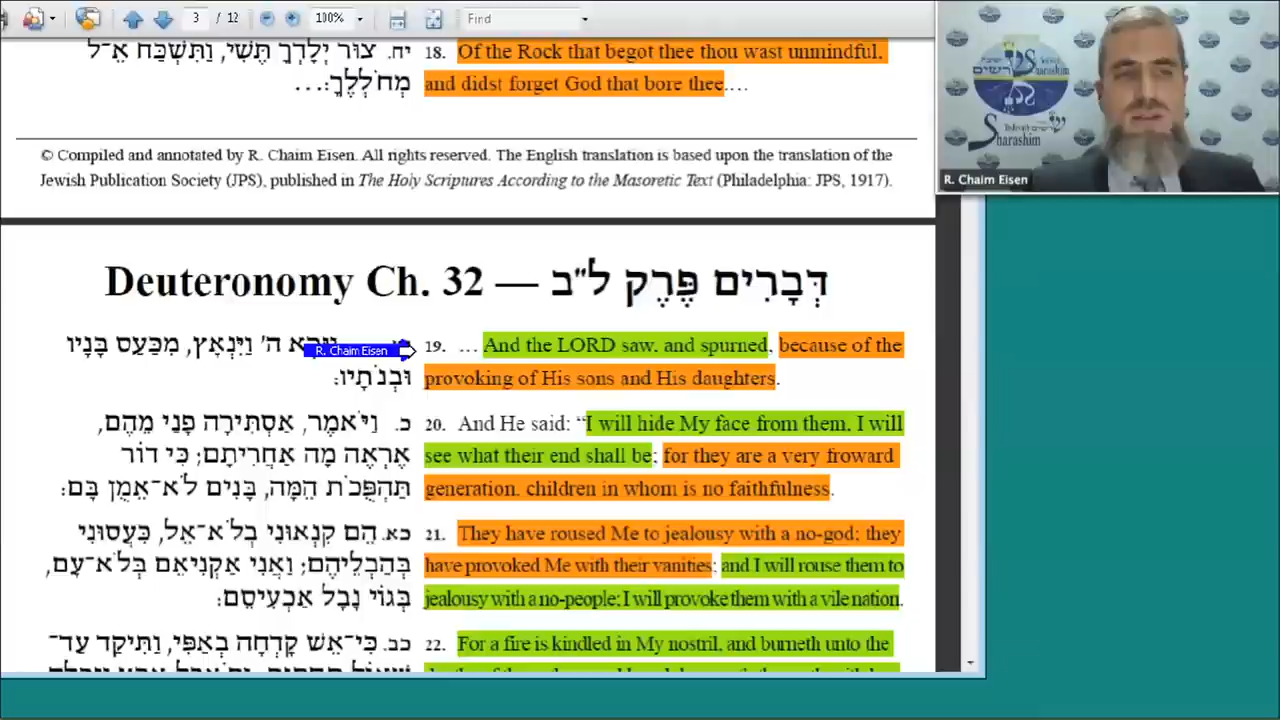 3 / 12 100% Find
יח. צוּר יְלָדְךָ תֶּשִׁי, וַתִּשְׁכַּח אֵ־ל
מְחֹלְלֶךָ:...
18. Of the Rock that begot thee thou wast unmindful,
and didst forget God that bore thee.…
© Compiled and annotated by R. Chaim Eisen. All rights reserved. The English translation is based upon the translation of the
Jewish Publication Society (JPS), published in The Holy Scriptures According to the Masoretic Text (Philadelphia: JPS, 1917).
Deuteronomy Ch. 32 — דְּבָרִים פֶּרֶק ל״ב
ה' וַיִּנְאָץ, מִכַּעַס בָּנָיו
וּבְנֹתָיו:
R. Chaim Eisen
19. … And the LORD saw, and spurned, because of the
provoking of His sons and His daughters.
כ. וַיֹּאמֶר, אַסְתִּירָה פָנַי מֵהֶם,
אֶרְאֶה מָה אַחֲרִיתָם; כִּי דוֹר
תַּהְפֻּכֹת הֵמָּה, בָּנִים לֹא־אֵמֻן בָּם:
20. And He said: “I will hide My face from them, I will
see what their end shall be; for they are a very froward
generation, children in whom is no faithfulness.
כא. הֵם קִנְאוּנִי בְלֹא־אֵל, כִּעֲסוּנִי
בְּהַבְלֵיהֶם; וַאֲנִי אַקְנִיאֵם בְּלֹא־עָם,
בְּגוֹי נָבָל אַכְעִיסֵם:
21. They have roused Me to jealousy with a no-god; they
have provoked Me with their vanities; and I will rouse them to
jealousy with a no-people; I will provoke them with a vile nation.
כב. כִּי־אֵשׁ קָדְחָה בְאַפִּי, וַתִּיקַד עַד־
22. For a fire is kindled in My nostril, and burneth unto the
שרשים
Sharashim
R. Chaim Eisen